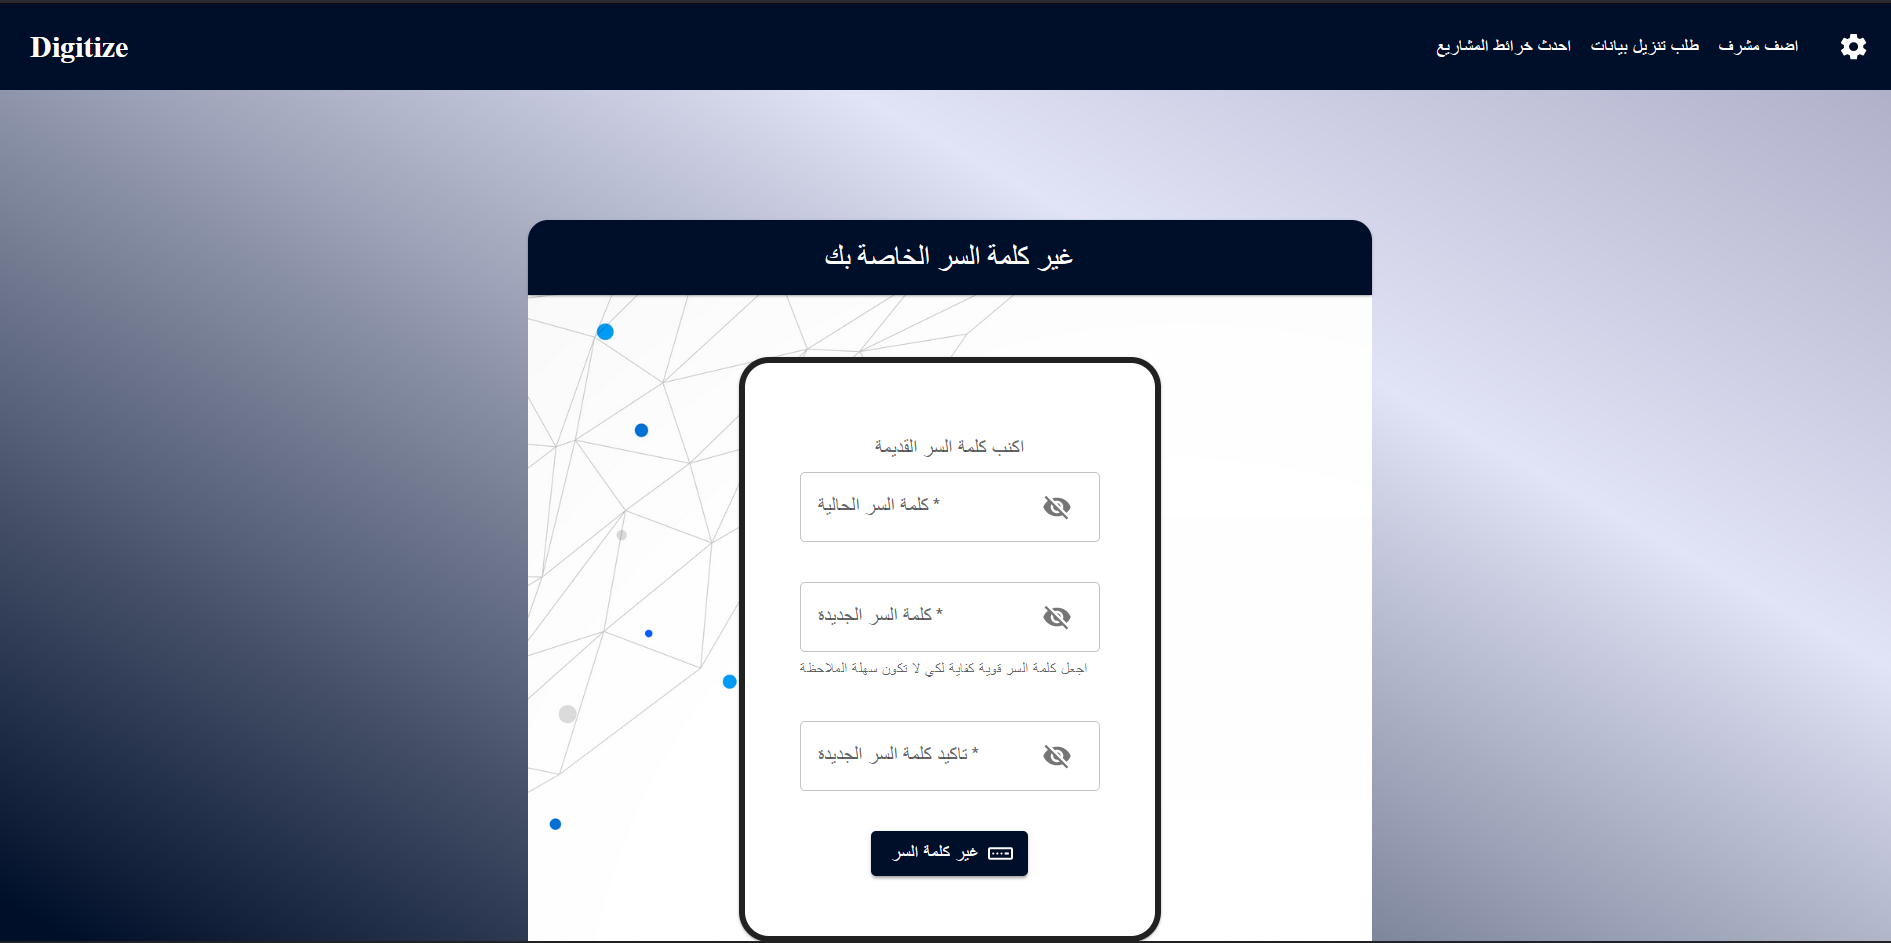 Digitize
اضف مشرف
طلب تنزيل بيانات
احدث خرائط المشاريع
غير كلمة السر الخاصة بك
اكتب كلمة السر القديمة
كلمة السر الحالية *
كلمة السر الجديدة *
اجعل كلمة السر قوية كفاية لكي لا تكون سهلة الملاحظة
تاكيد كلمة السر الجديدة *
غير كلمة السر